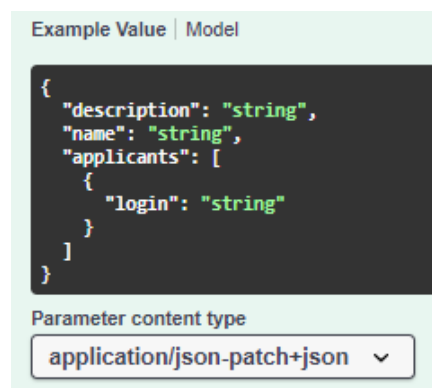 Example Value | Model
{
  "description": "string",
  "name": "string",
  "applicants": [
    {
      "login": "string"
    }
  ]
}
Parameter content type
application/json-patch+json